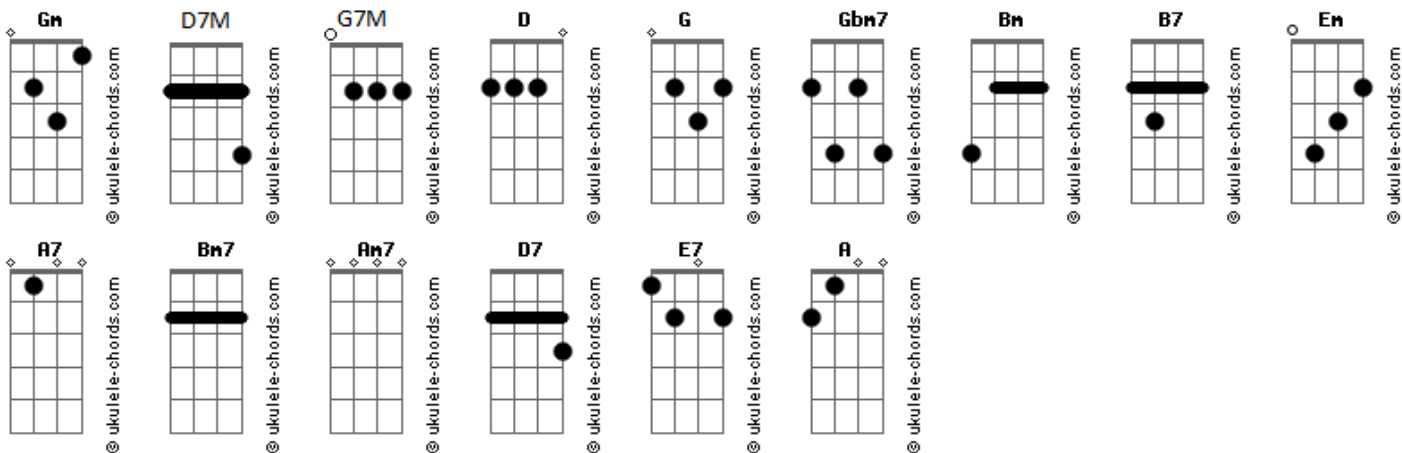 Gm D7M G7M D G Gbm7 Bm B7 Em
© ukulele-chords.com © ukulele-chords.com © ukulele-chords.com © ukulele-chords.com © ukulele-chords.com © ukulele-chords.com © ukulele-chords.com © ukulele-chords.com © ukulele-chords.com
A7 Bm7 Am7 D7 E7 A
© ukulele-chords.com © ukulele-chords.com © ukulele-chords.com © ukulele-chords.com © ukulele-chords.com © ukulele-chords.com